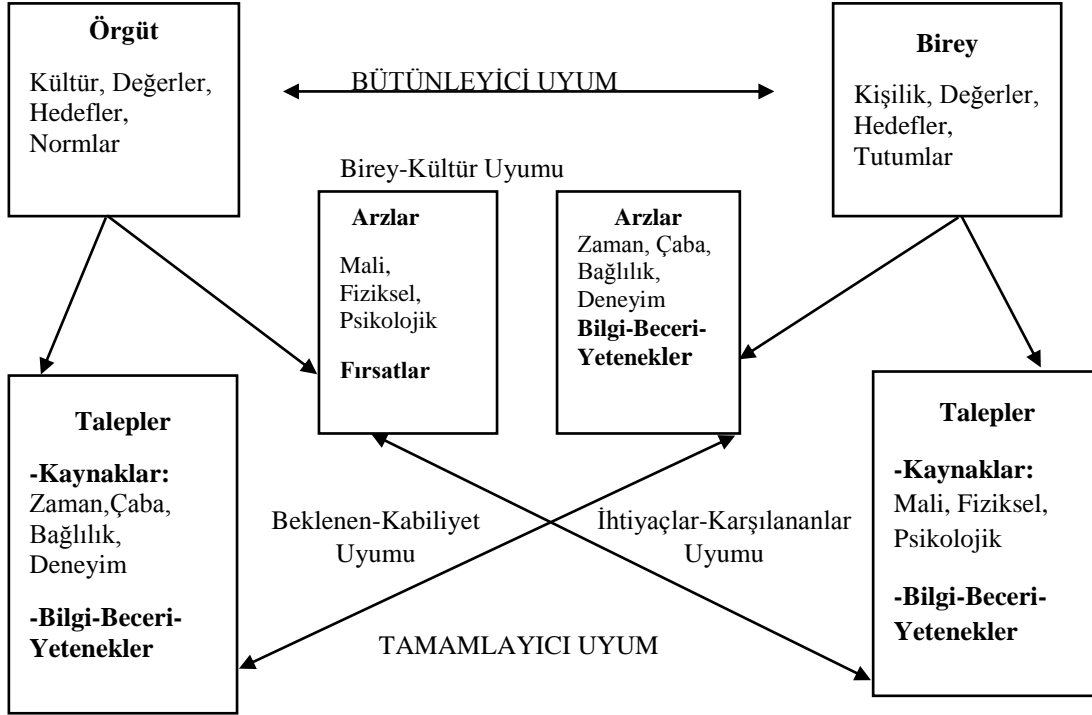 Örgüt
Kültür, Değerler,
Hedefler,
Normlar
BÜTÜNLEYİCİ UYUM
Birey
Kişilik, Değerler,
Hedefler,
Tutumlar
Birey-Kültür Uyumu
Arzlar
Mali,
Fiziksel,
Psikolojik
Fırsatlar
Arzlar
Zaman, Çaba,
Bağlılık,
Deneyim
Bilgi-Beceri-
Yetenekler
Talepler
-Kaynaklar:
Zaman,Çaba,
Bağlılık,
Deneyim
-Bilgi-Beceri-
Yetenekler
Beklenen-Kabiliyet
Uyumu
İhtiyaçlar-Karşılananlar
Uyumu
TAMAMLAYICI UYUM
Talepler
-Kaynaklar:
Mali, Fiziksel,
Psikolojik
-Bilgi-Beceri-
Yetenekler